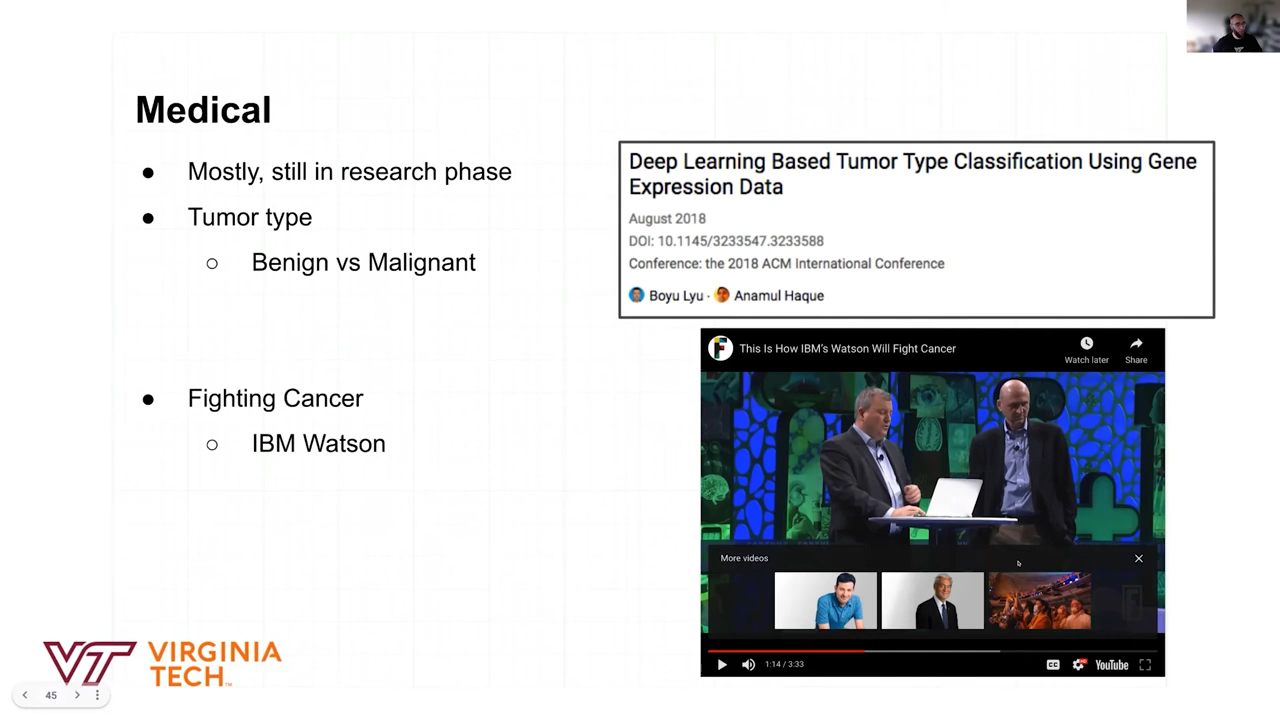 Medical
● Mostly, still in research phase
● Tumor type
○ Benign vs Malignant
● Fighting Cancer
○ IBM Watson
Deep Learning Based Tumor Type Classification Using Gene
Expression Data
August 2018
DOI: 10.1145/3233547.3233588
Conference: the 2018 ACM International Conference
Boyu Lyu · Anamul Haque
This Is How IBM's Watson Will Fight Cancer
Watch later
Share
More videos
1:14 / 3:33
CC
YouTube
VT VIRGINIA
TECH™
45